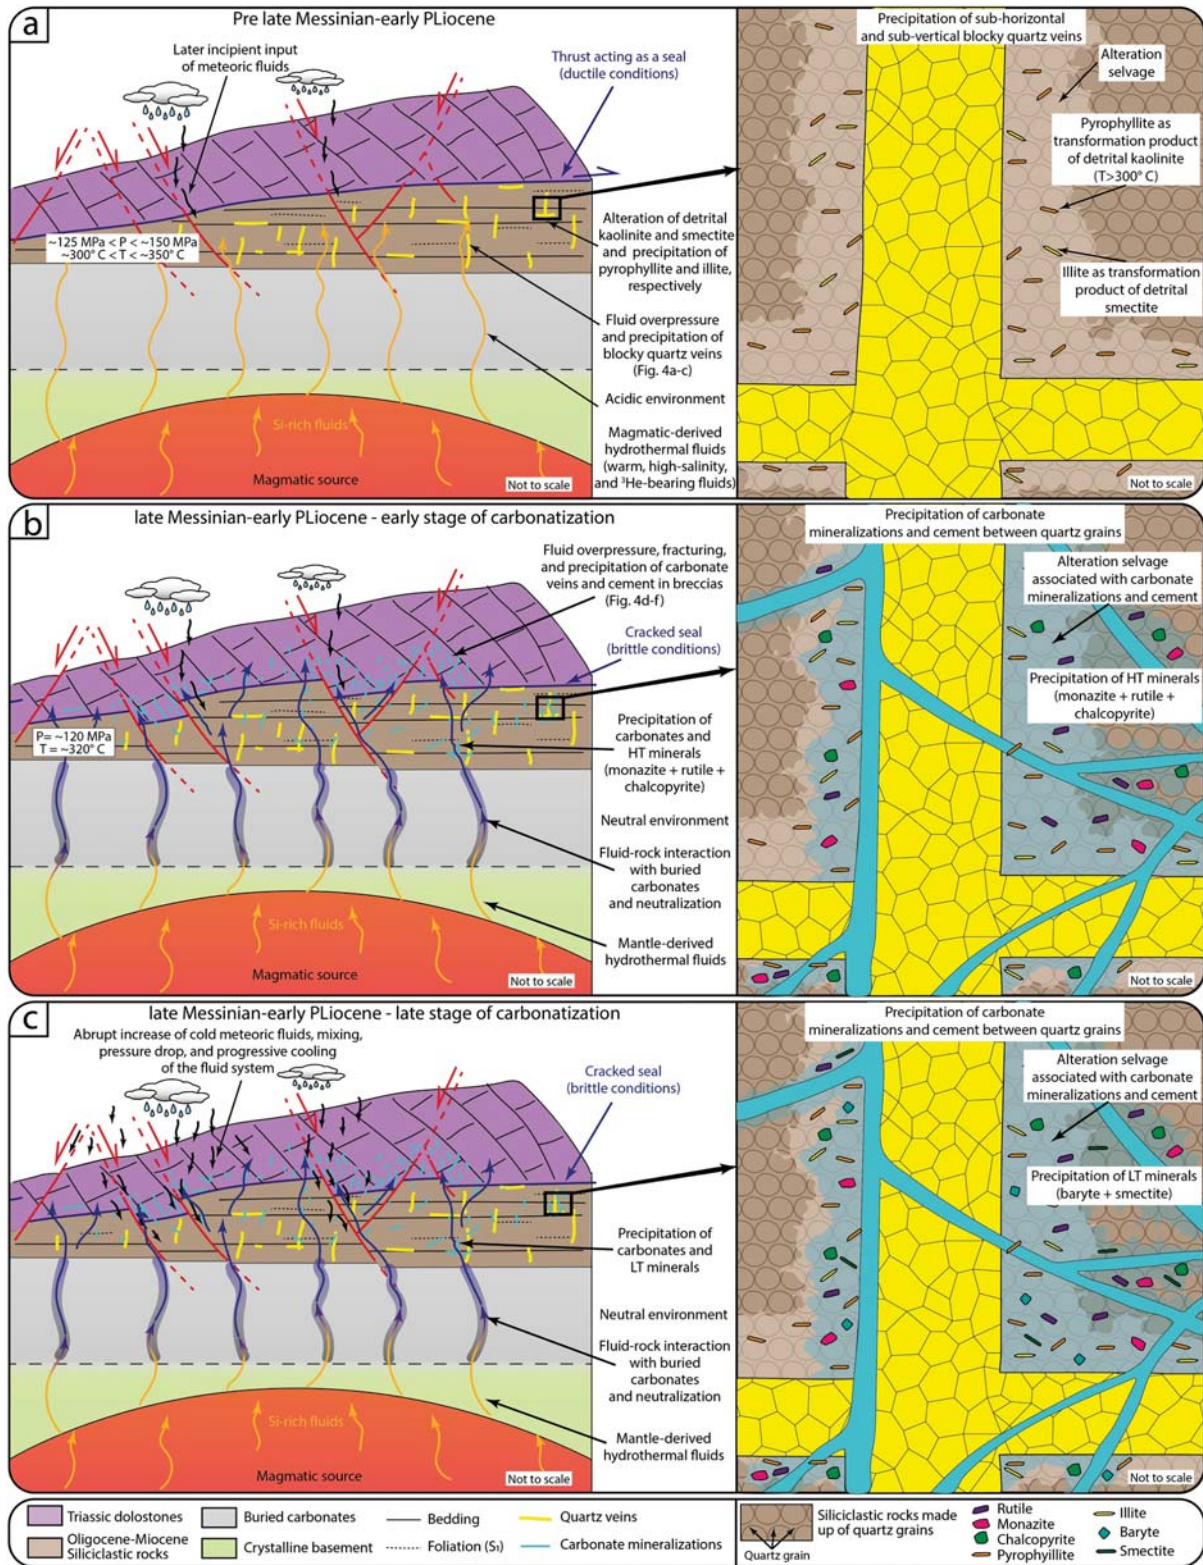 a
Pre late Messinian-early PLiocene
Later incipient input
of meteoric fluids
Thrust acting as a seal
(ductile conditions)
~125 MPa < P < ~150 MPa
~300° C < T < ~350° C
Alteration of detrital
kaolinite and smectite
and precipitation of
pyrophyllite and illite,
respectively
Fluid overpressure
and precipitation of
blocky quartz veins
(Fig. 4a-c)
Acidic environment
Magmatic-derived
hydrothermal fluids
(warm, high-salinity,
and ³He-bearing fluids)
Si-rich fluids
Magmatic source
Not to scale
Precipitation of sub-horizontal
and sub-vertical blocky quartz veins
Alteration
selvage
Pyrophyllite as
transformation product
of detrital kaolinite
(T>300° C)
Illite as transformation
product of detrital
smectite
Not to scale
b
late Messinian-early PLiocene - early stage of carbonatization
Fluid overpressure, fracturing,
and precipitation of carbonate
veins and cement in breccias
(Fig. 4d-f)
Cracked seal
(brittle conditions)
P= ~120 MPa
T = ~320° C
Precipitation of
carbonates and
HT minerals
(monazite + rutile +
chalcopyrite)
Neutral environment
Fluid-rock interaction
with buried
carbonates
and neutralization
Mantle-derived
hydrothermal fluids
Si-rich fluids
Magmatic source
Not to scale
Precipitation of carbonate
mineralizations and cement between quartz grains
Alteration selvage
associated with carbonate
mineralizations and cement
Precipitation of HT minerals
(monazite + rutile +
chalcopyrite)
Not to scale
c
late Messinian-early PLiocene - late stage of carbonatization
Abrupt increase of cold meteoric fluids, mixing,
pressure drop, and progressive cooling
of the fluid system
Cracked seal
(brittle conditions)
Precipitation of
carbonates and
LT minerals
Neutral environment
Fluid-rock interaction
with buried
carbonates
and neutralization
Mantle-derived
hydrothermal fluids
Si-rich fluids
Magmatic source
Not to scale
Precipitation of carbonate
mineralizations and cement between quartz grains
Alteration selvage
associated with carbonate
mineralizations and cement
Precipitation of LT minerals
(baryte + smectite)
Not to scale
Triassic dolostones
Oligocene-Miocene
Siliciclastic rocks
Buried carbonates
Crystalline basement
Bedding
Foliation (S₁)
Quartz veins
Carbonate mineralizations
Siliciclastic rocks made
up of quartz grains
Quartz grain
Rutile
Monazite
Chalcopyrite
Pyrophyillite
Illite
Baryte
Smectite